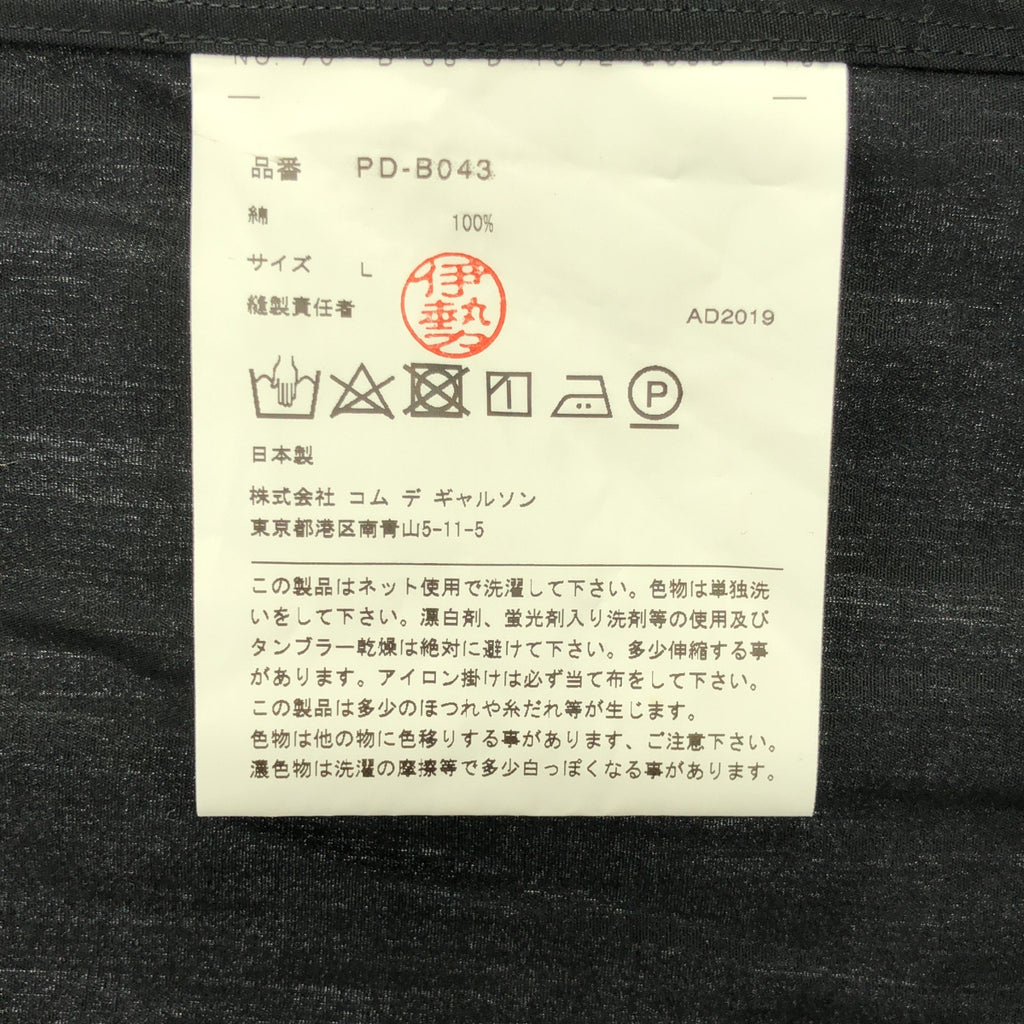 品番 PD-B043
綿 100%
サイズ L
縫製責任者 伊勢 AD2019
P
日本製
株式会社 コム デ ギャルソン
東京都港区南青山5-11-5
この製品はネット使用で洗濯して下さい。色物は単独洗
いをして下さい。漂白剤、蛍光剤入り洗剤等の使用及び
タンブラー乾燥は絶対に避けて下さい。多少伸縮する事
があります。アイロン掛けは必ず当て布をして下さい。
この製品は多少のほつれや糸だれ等が生じます。
色物は他の物に色移りする事があります、ご注意下さい。
濃色物は洗濯の摩擦等で多少白っぽくなる事があります。